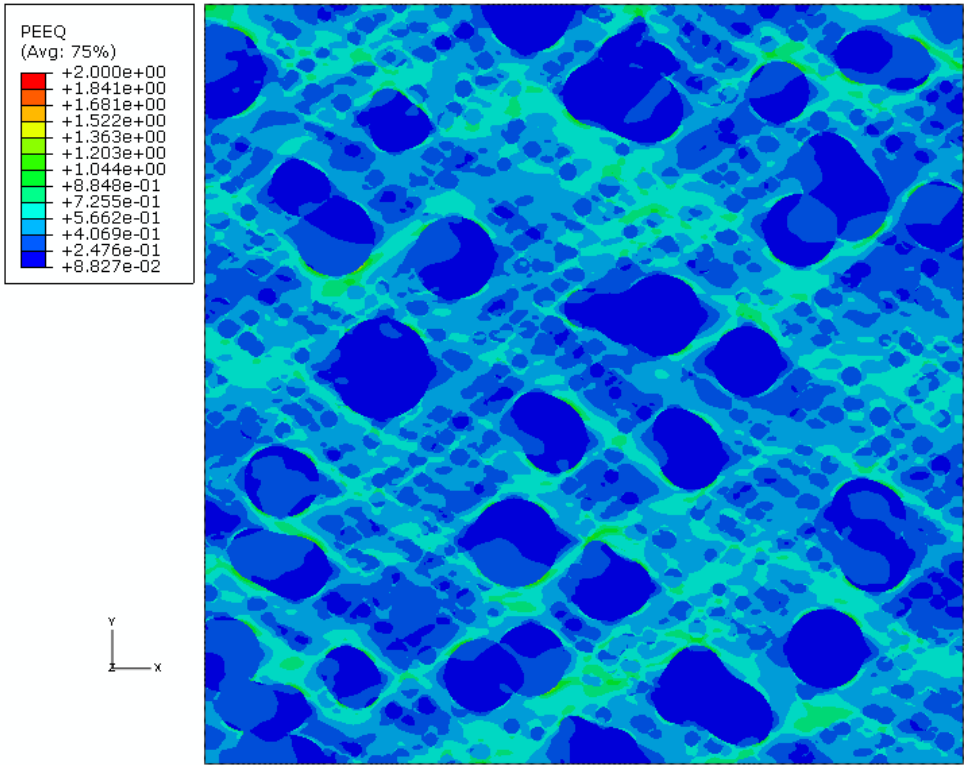 PEEQ
(Avg: 75%)
+2.000e+00
+1.841e+00
+1.681e+00
+1.522e+00
+1.363e+00
+1.203e+00
+1.044e+00
+8.848e-01
+7.255e-01
+5.662e-01
+4.069e-01
+2.476e-01
+8.827e-02
Y
Z X